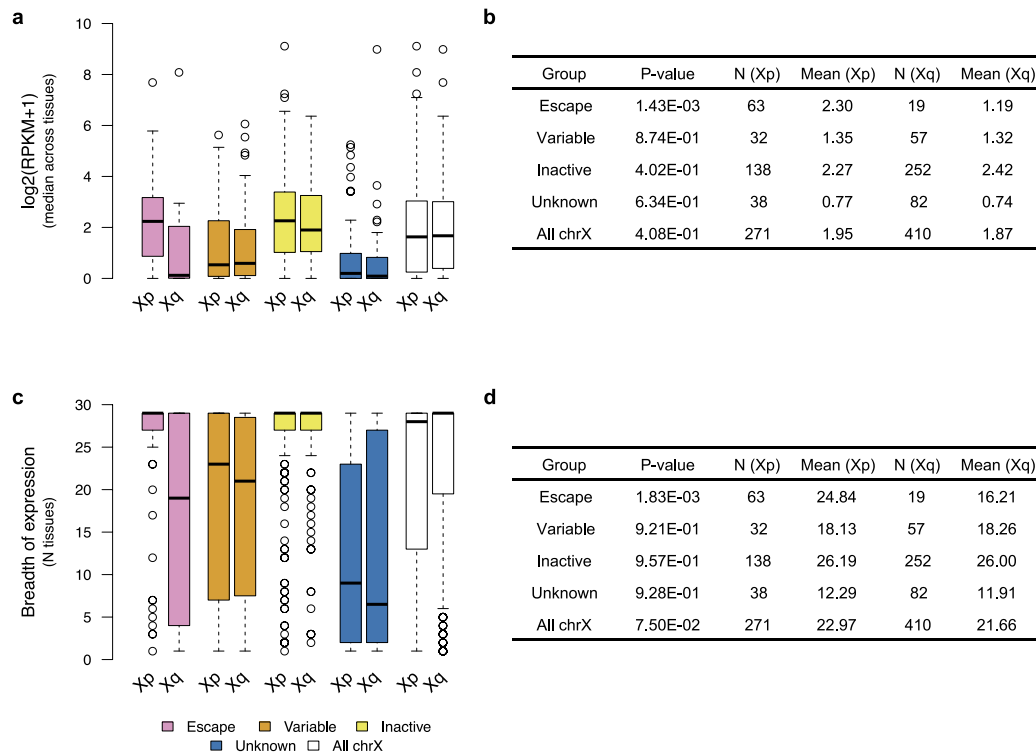 a
log2(RPKM+1)
(median across tissues)
10
8
6
4
2
0
Xp Xq Xp Xq Xp Xq Xp Xq Xp Xq
b
Group P-value N (Xp) Mean (Xp) N (Xq) Mean (Xq)
Escape 1.43E-03 63 2.30 19 1.19
Variable 8.74E-01 32 1.35 57 1.32
Inactive 4.02E-01 138 2.27 252 2.42
Unknown 6.34E-01 38 0.77 82 0.74
All chrX 4.08E-01 271 1.95 410 1.87
c
Breadth of expression
(N tissues)
30
25
20
15
10
5
0
Xp Xq Xp Xq Xp Xq Xp Xq Xp Xq
Escape Variable Inactive
Unknown All chrX
d
Group P-value N (Xp) Mean (Xp) N (Xq) Mean (Xq)
Escape 1.83E-03 63 24.84 19 16.21
Variable 9.21E-01 32 18.13 57 18.26
Inactive 9.57E-01 138 26.19 252 26.00
Unknown 9.28E-01 38 12.29 82 11.91
All chrX 7.50E-02 271 22.97 410 21.66